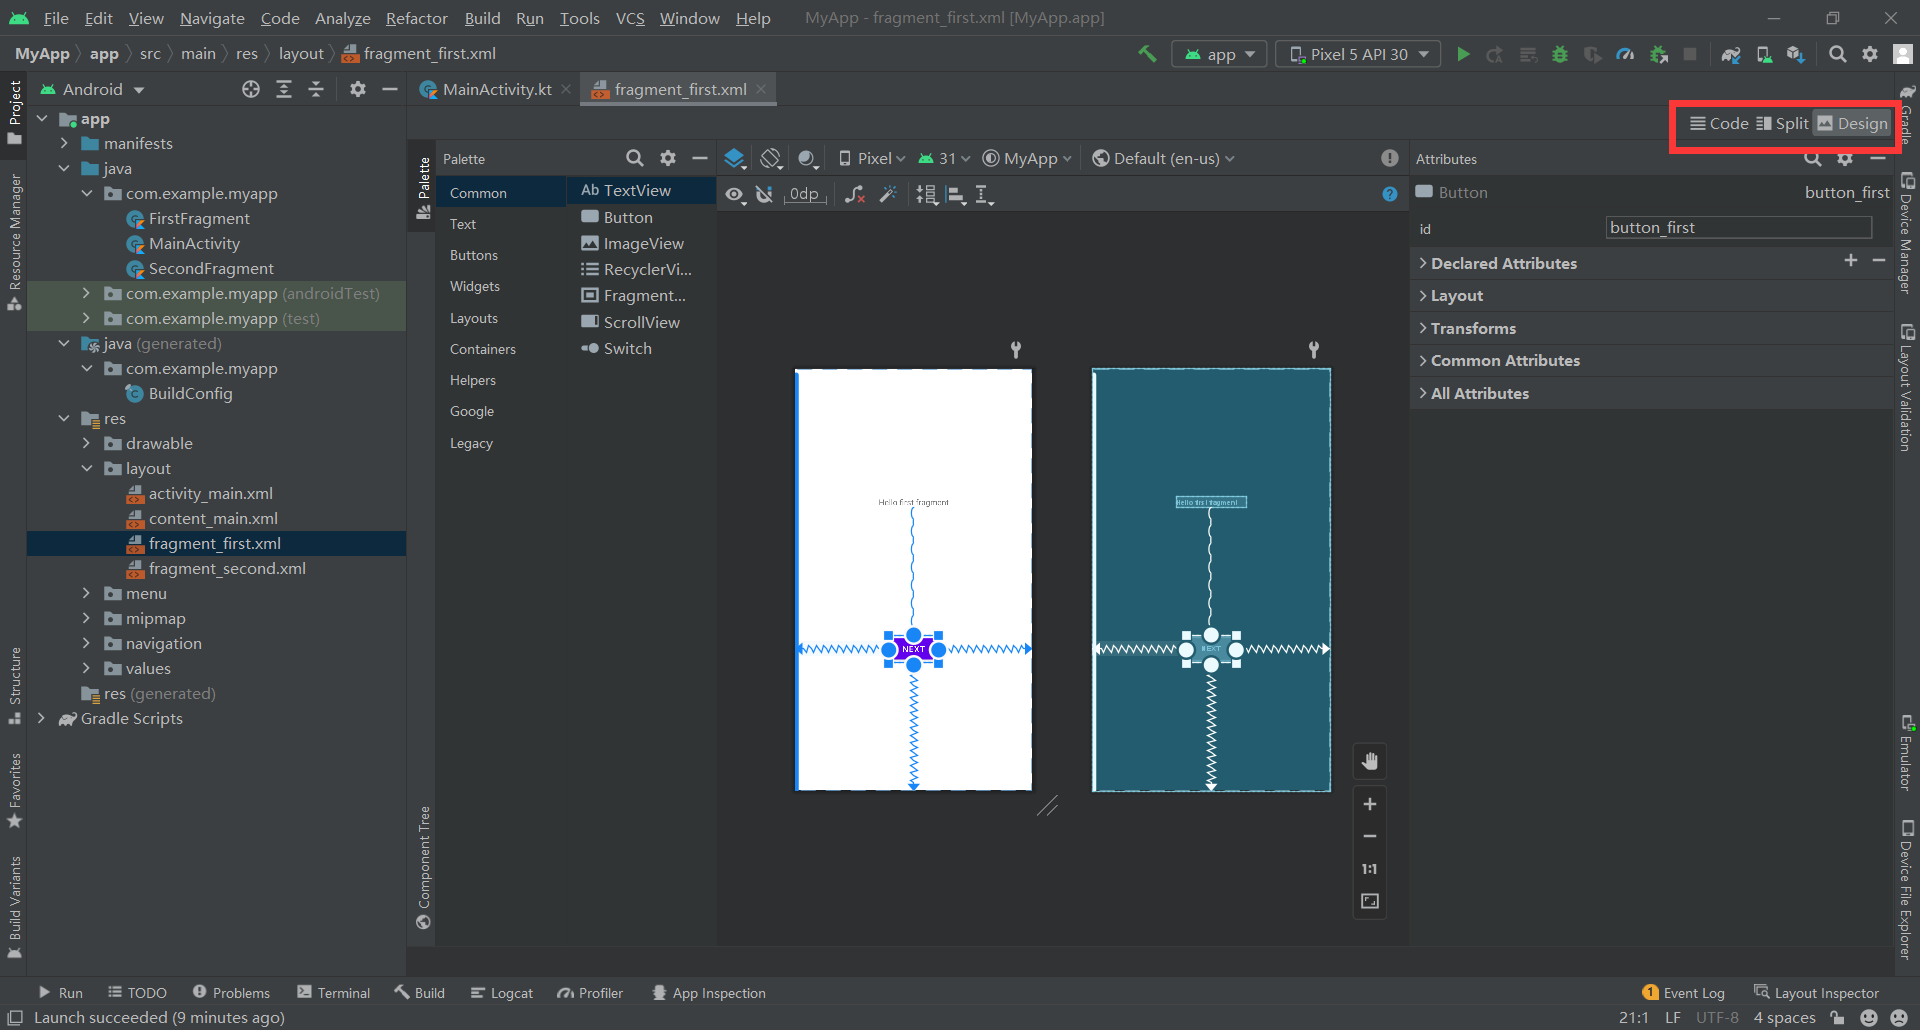 File Edit View Navigate Code Analyze Refactor Build Run Tools VCS Window Help MyApp - fragment_first.xml [MyApp.app]
MyApp app src main res layout fragment_first.xml app Pixel 5 API 30
Android MainActivity.kt fragment_first.xml
Code Split Design
Project
Resource Manager
Structure
Favorites
Build Variants
app
manifests
java
com.example.myapp
FirstFragment
MainActivity
SecondFragment
com.example.myapp (androidTest)
com.example.myapp (test)
java (generated)
com.example.myapp
BuildConfig
res
drawable
layout
activity_main.xml
content_main.xml
fragment_first.xml
fragment_second.xml
menu
mipmap
navigation
values
res (generated)
Gradle Scripts
Palette
Component Tree
Palette
Common
Text
Buttons
Widgets
Layouts
Containers
Helpers
Google
Legacy
Ab TextView
Button
ImageView
RecyclerVi...
Fragment...
ScrollView
Switch
Pixel 31 MyApp Default (en-us)
0dp
Hello first fragment
NEXT
Hello first fragment
NEXT
1:1
Attributes
Button button_first
id button_first
Declared Attributes
Layout
Transforms
Common Attributes
All Attributes
Gradle
Device Manager
Layout Validation
Emulator
Device File Explorer
Run TODO Problems Terminal Build Logcat Profiler App Inspection 1 Event Log Layout Inspector
Launch succeeded (9 minutes ago) 21:1 LF UTF-8 4 spaces